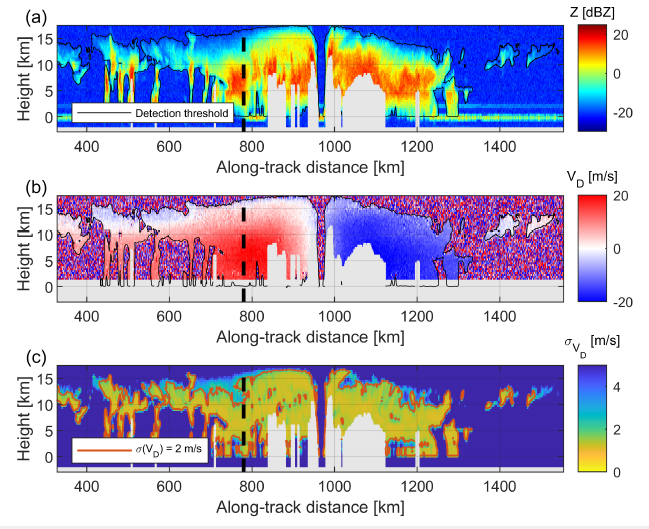 (a)
Z [dBZ]
Height [km]
15
10
5
0
Detection threshold
20
0
-20
400 600 800 1000 1200 1400
Along-track distance [km]
(b)
V_D [m/s]
Height [km]
15
10
5
0
20
0
-20
400 600 800 1000 1200 1400
Along-track distance [km]
(c)
σ_V_D [m/s]
Height [km]
15
10
5
0
σ(V_D) = 2 m/s
4
2
0
400 600 800 1000 1200 1400
Along-track distance [km]